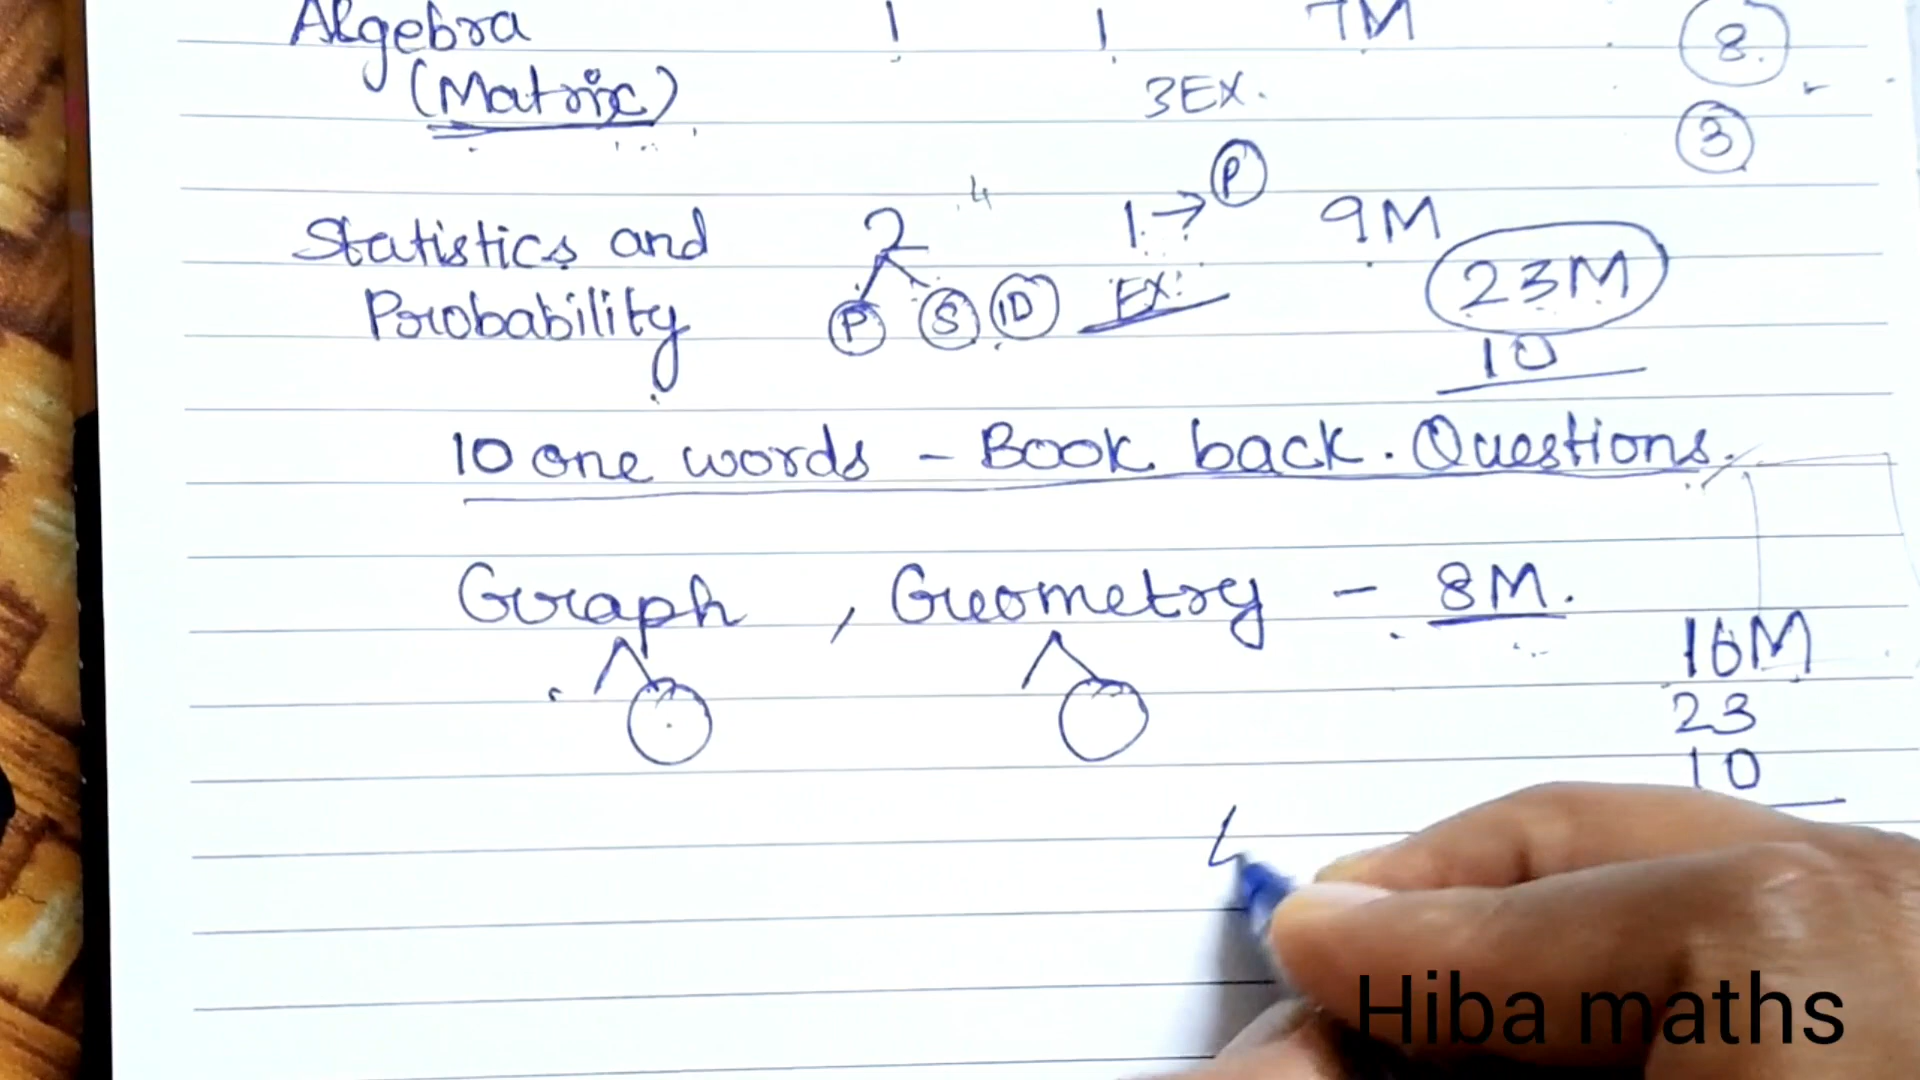 Algebra 1 1 7M 8
(Matrix) 3EX. 3
Statistics and 2 4 1 → P 9M
Probability P S 1D EX: 23M
10
10 one words - Book back. Questions.
Graph , Geometry - 8M.
16M
23
10
Hiba maths